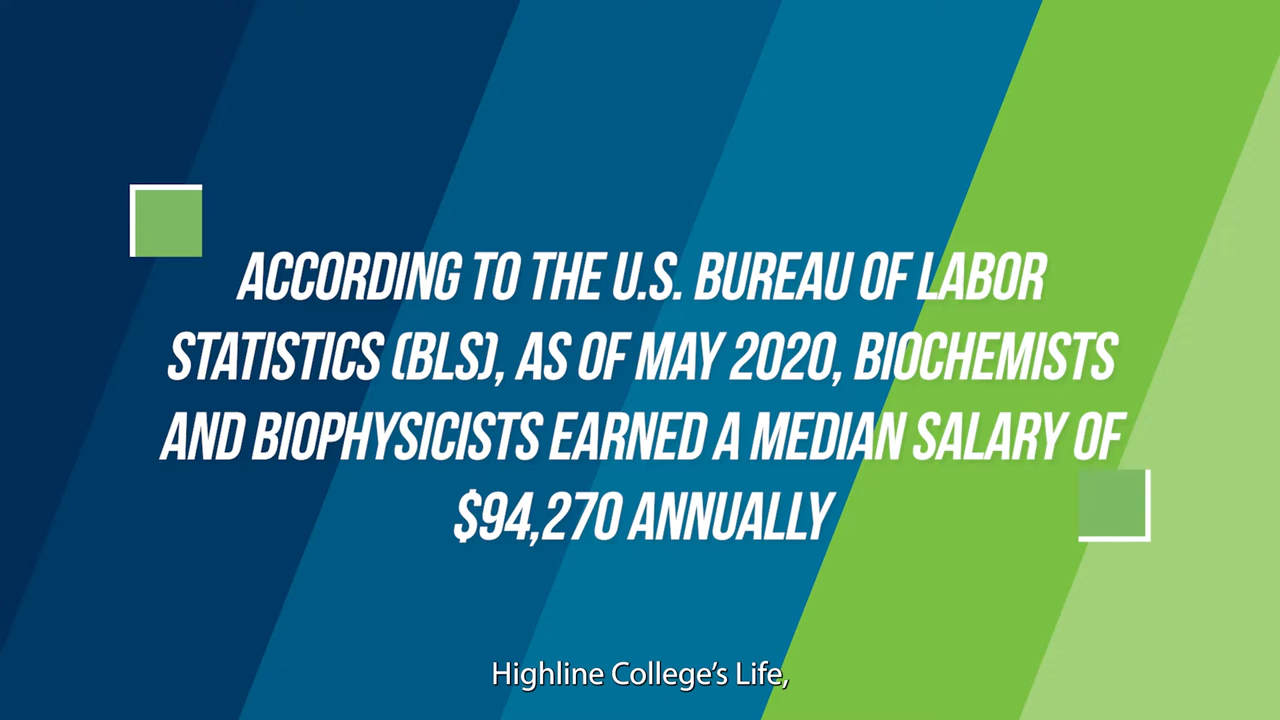 ACCORDING TO THE U.S. BUREAU OF LABOR
STATISTICS (BLS), AS OF MAY 2020, BIOCHEMISTS
AND BIOPHYSICISTS EARNED A MEDIAN SALARY OF
$94,270 ANNUALLY
Highline College’s Life,